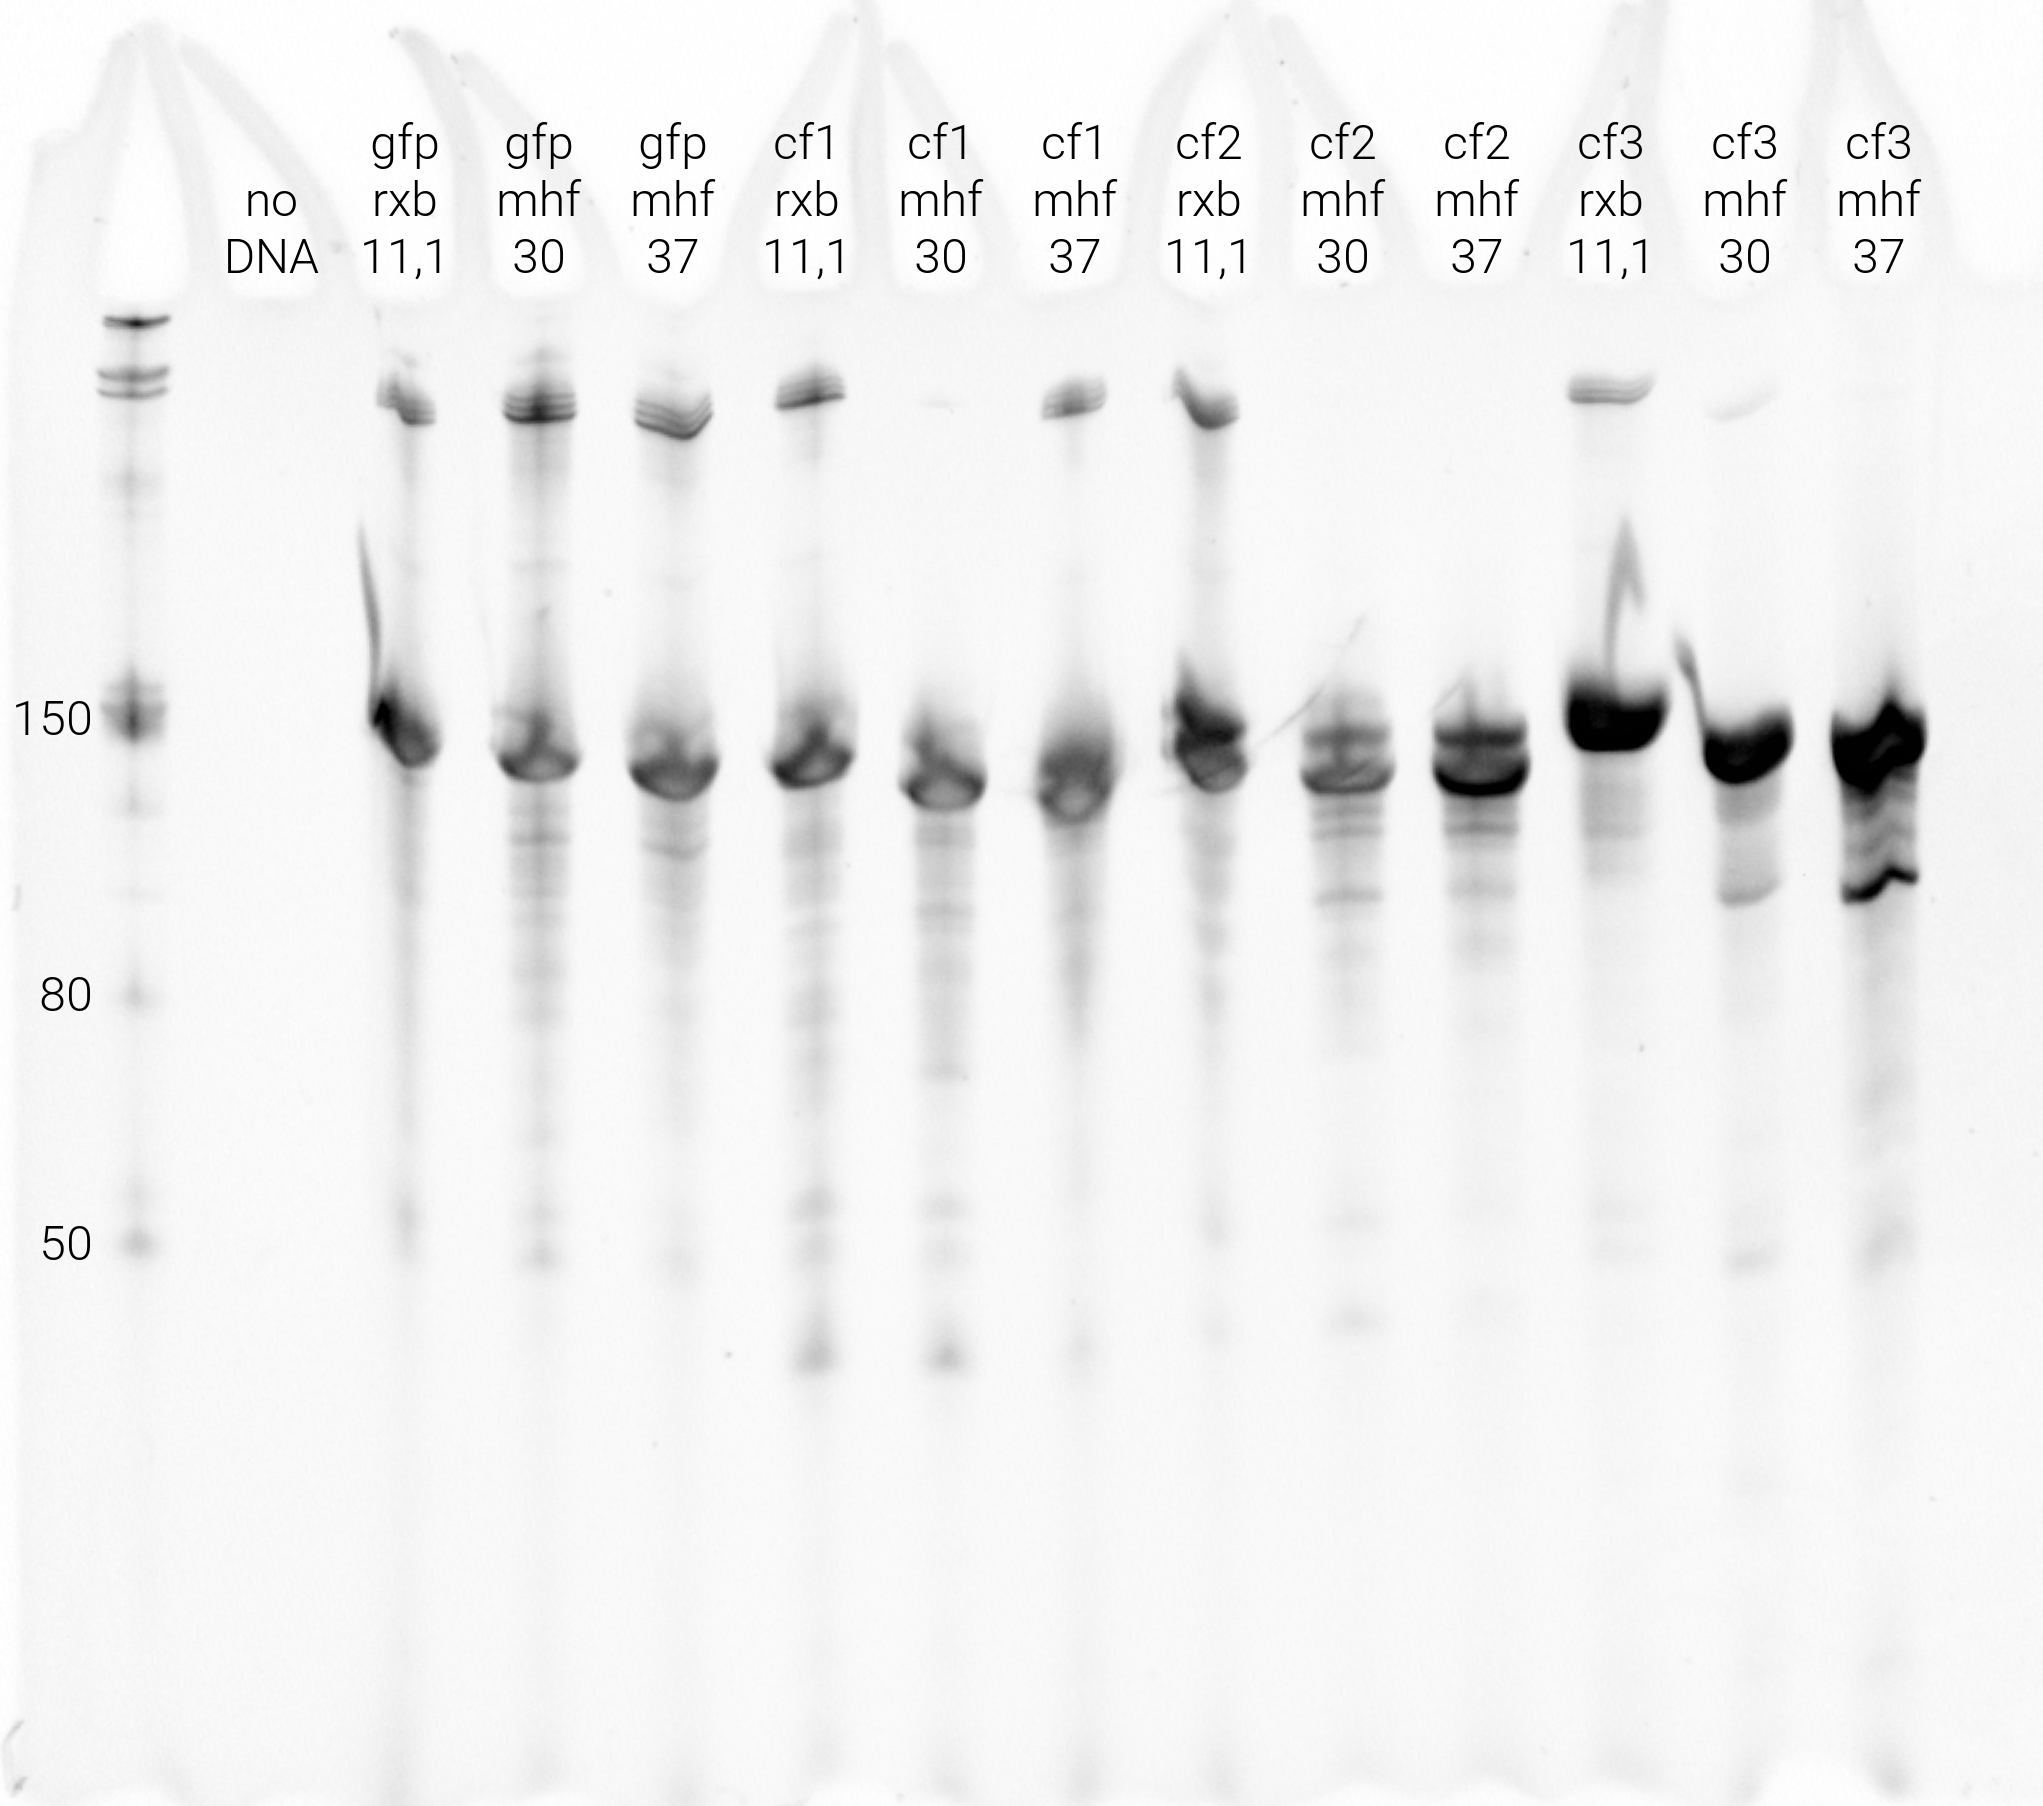 gfp gfp gfp cf1 cf1 cf1 cf2 cf2 cf2 cf3 cf3 cf3
no rxb mhf mhf rxb mhf mhf rxb mhf mhf rxb mhf mhf
DNA 11,1 30 37 11,1 30 37 11,1 30 37 11,1 30 37
150
80
50